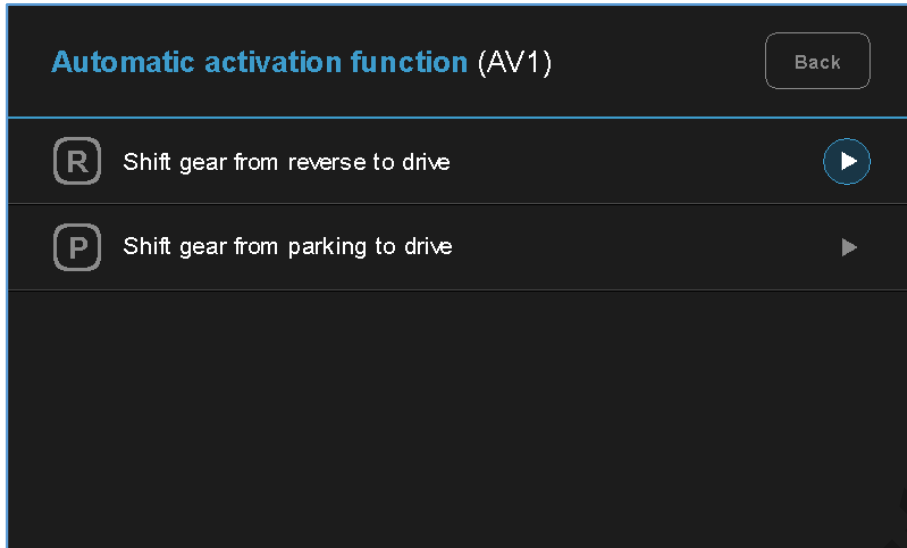 Automatic activation function (AV1)
Back
R Shift gear from reverse to drive
P Shift gear from parking to drive